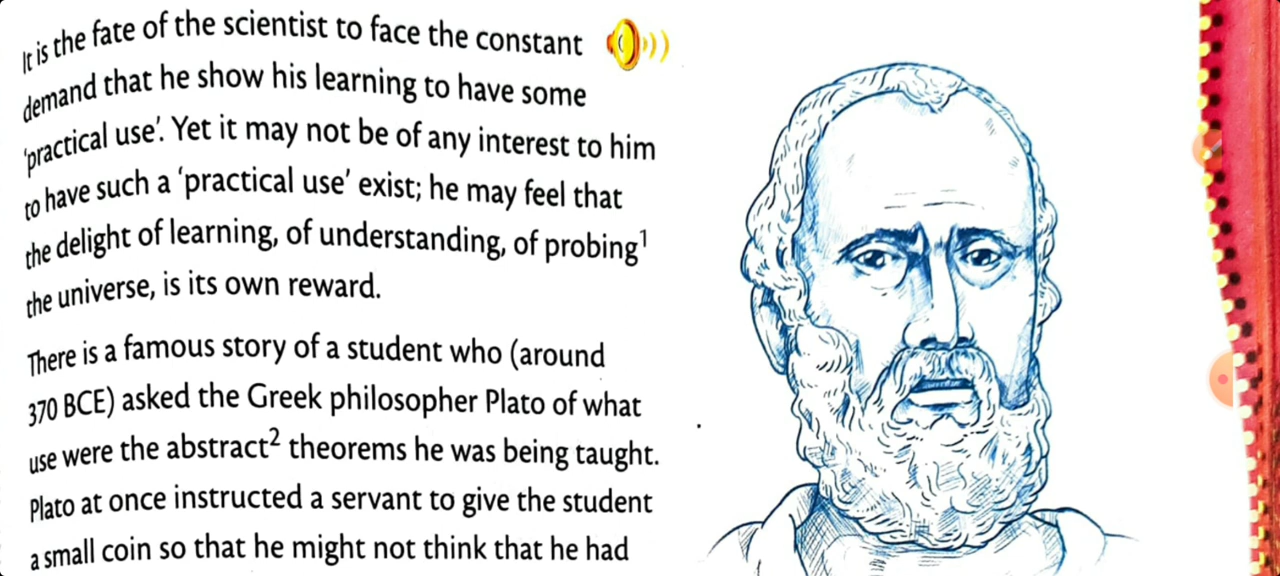 It is the fate of the scientist to face the constant
demand that he show his learning to have some
'practical use'. Yet it may not be of any interest to him
to have such a 'practical use' exist; he may feel that
the delight of learning, of understanding, of probing¹
the universe, is its own reward.
There is a famous story of a student who (around
370 BCE) asked the Greek philosopher Plato of what
use were the abstract² theorems he was being taught.
Plato at once instructed a servant to give the student
a small coin so that he might not think that he had